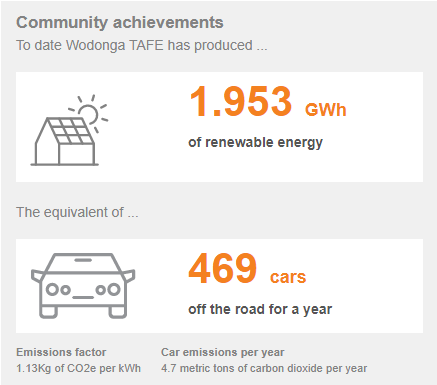 Community achievements
To date Wodonga TAFE has produced ...
1.953 GWh
of renewable energy
The equivalent of ...
469 cars
off the road for a year
Emissions factor
1.13Kg of CO2e per kWh
Car emissions per year
4.7 metric tons of carbon dioxide per year